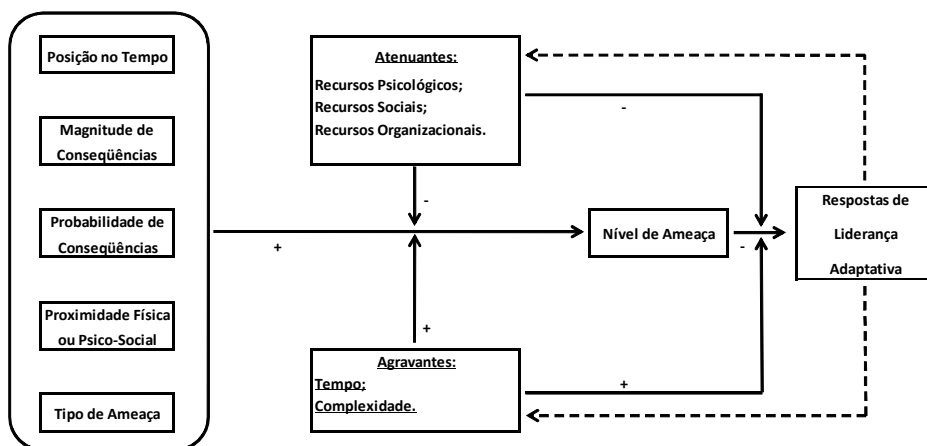 Posição no Tempo
Magnitude de
Conseqüências
Probabilidade de
Conseqüências
Proximidade Física
ou Psico-Social
Tipo de Ameaça
+
Atenuantes:
Recursos Psicológicos;
Recursos Sociais;
Recursos Organizacionais.
-
-
+
Agravantes:
Tempo;
Complexidade.
+
Nível de Ameaça
-
Respostas de
Liderança
Adaptativa